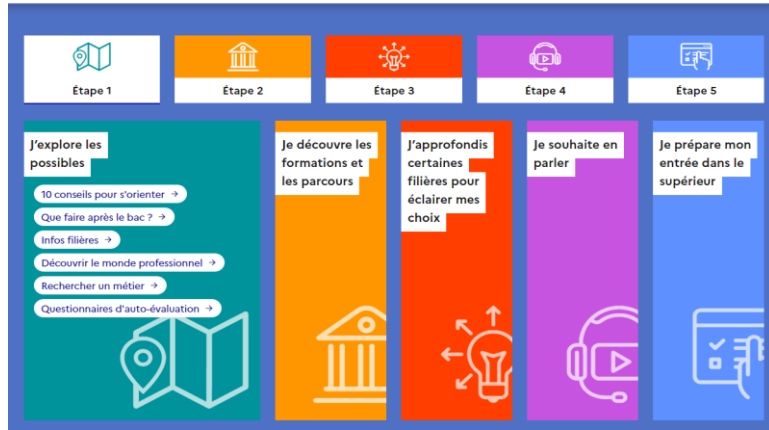 Étape 1
Étape 2
Étape 3
Étape 4
Étape 5
J'explore les
possibles
10 conseils pour s'orienter →
Que faire après le bac ? →
Infos filières →
Découvrir le monde professionnel →
Rechercher un métier →
Questionnaires d'auto-évaluation →
Je découvre les
formations et
les parcours
J'approfondis
certaines
filières pour
éclairer mes
choix
Je souhaite en
parler
Je prépare mon
entrée dans le
supérieur